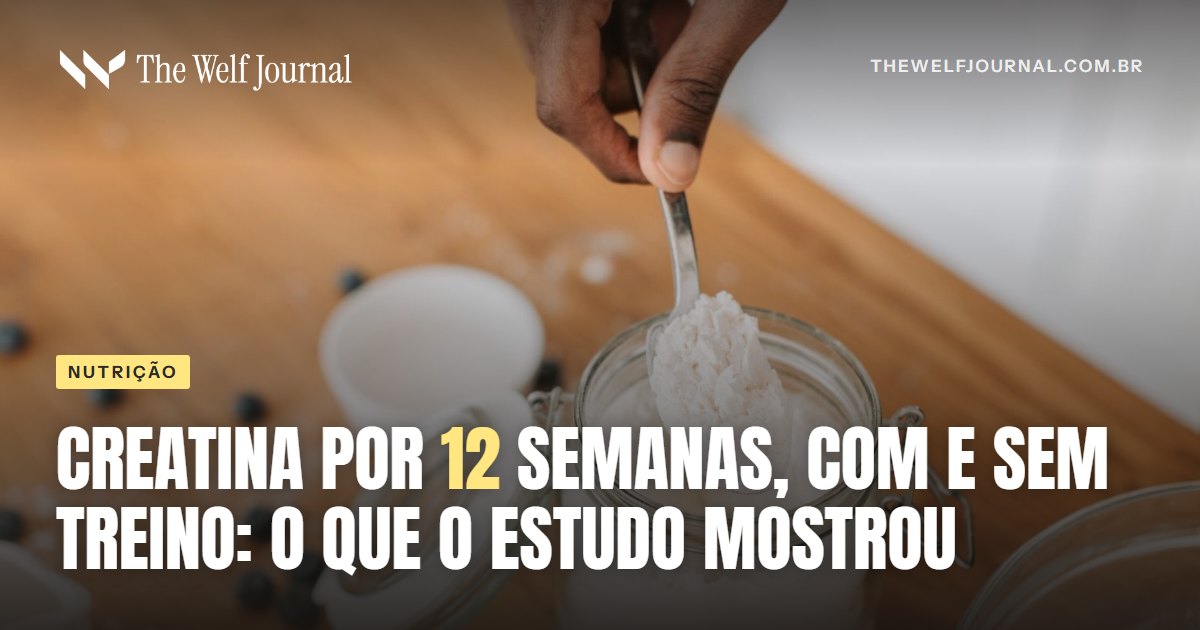 The Welf Journal
THEWELFJOURNAL.COM.BR
NUTRIÇÃO
CREATINA POR 12 SEMANAS, COM E SEM
TREINO: O QUE O ESTUDO MOSTROU